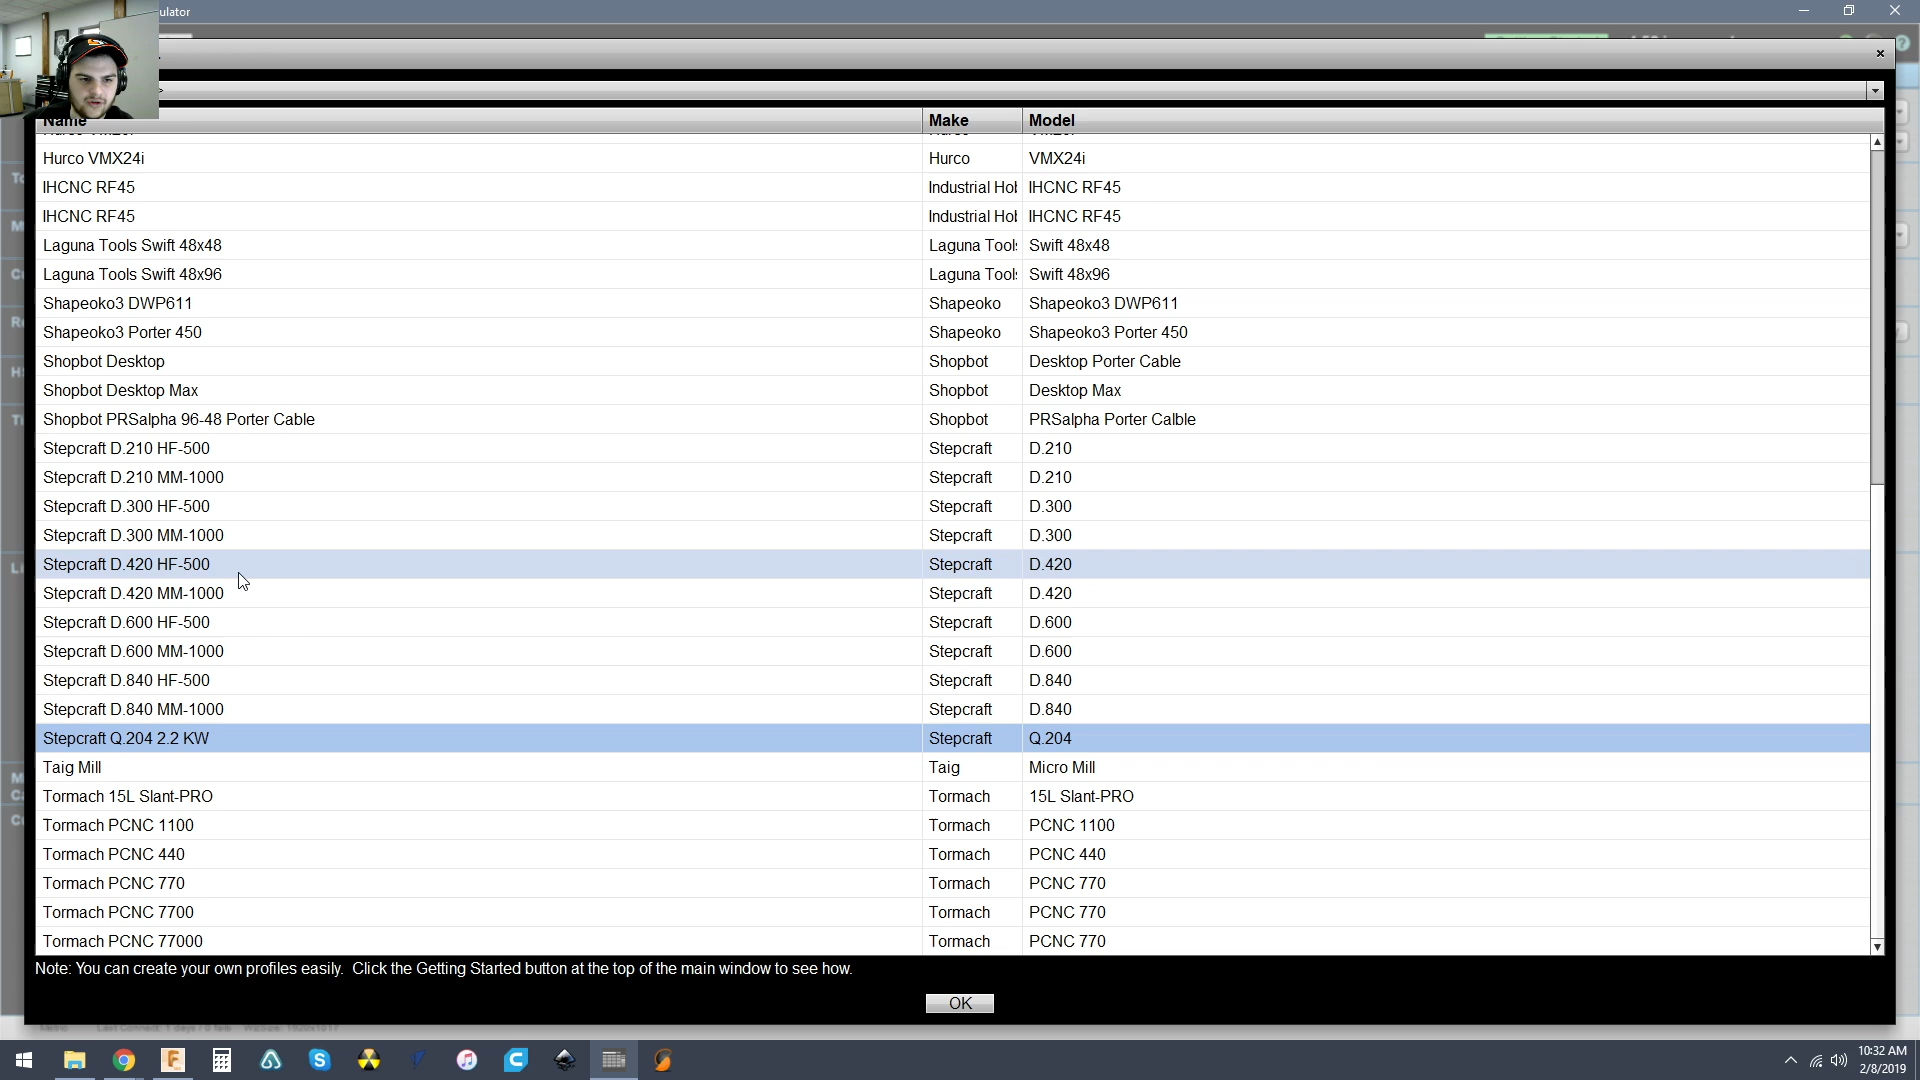 ulator
Name Make Model
Hurco VMX24i Hurco VMX24i
IHCNC RF45 Industrial Hol IHCNC RF45
IHCNC RF45 Industrial Hol IHCNC RF45
Laguna Tools Swift 48x48 Laguna Tools Swift 48x48
Laguna Tools Swift 48x96 Laguna Tools Swift 48x96
Shapeoko3 DWP611 Shapeoko Shapeoko3 DWP611
Shapeoko3 Porter 450 Shapeoko Shapeoko3 Porter 450
Shopbot Desktop Shopbot Desktop Porter Cable
Shopbot Desktop Max Shopbot Desktop Max
Shopbot PRSalpha 96-48 Porter Cable Shopbot PRSalpha Porter Calble
Stepcraft D.210 HF-500 Stepcraft D.210
Stepcraft D.210 MM-1000 Stepcraft D.210
Stepcraft D.300 HF-500 Stepcraft D.300
Stepcraft D.300 MM-1000 Stepcraft D.300
Stepcraft D.420 HF-500 Stepcraft D.420
Stepcraft D.420 MM-1000 Stepcraft D.420
Stepcraft D.600 HF-500 Stepcraft D.600
Stepcraft D.600 MM-1000 Stepcraft D.600
Stepcraft D.840 HF-500 Stepcraft D.840
Stepcraft D.840 MM-1000 Stepcraft D.840
Stepcraft Q.204 2.2 KW Stepcraft Q.204
Taig Mill Taig Micro Mill
Tormach 15L Slant-PRO Tormach 15L Slant-PRO
Tormach PCNC 1100 Tormach PCNC 1100
Tormach PCNC 440 Tormach PCNC 440
Tormach PCNC 770 Tormach PCNC 770
Tormach PCNC 7700 Tormach PCNC 770
Tormach PCNC 77000 Tormach PCNC 770
Note: You can create your own profiles easily. Click the Getting Started button at the top of the main window to see how.
OK
10:32 AM
2/8/2019